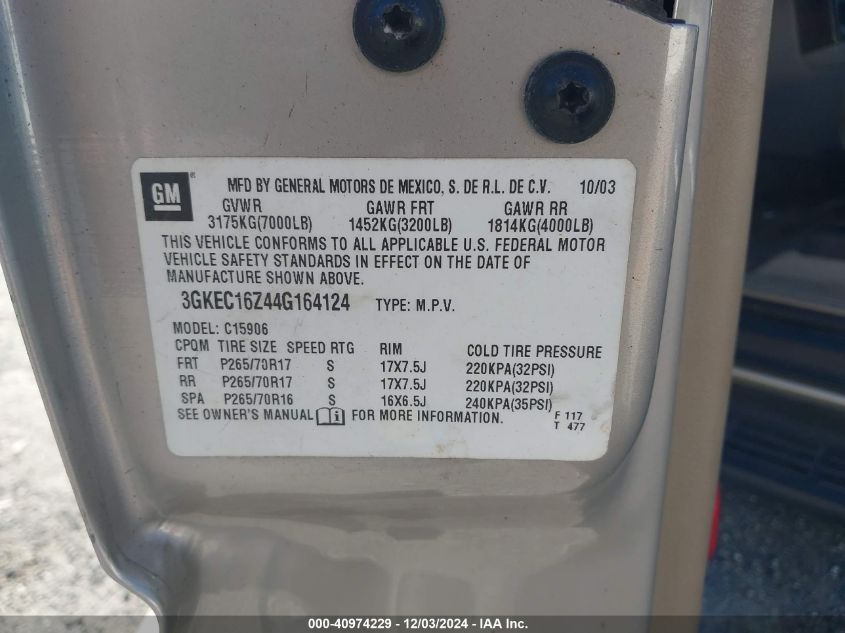 GM® MFD BY GENERAL MOTORS DE MEXICO, S. DE R.L. DE C.V. 10/03
GVWR GAWR FRT GAWR RR
3175KG(7000LB) 1452KG(3200LB) 1814KG(4000LB)
THIS VEHICLE CONFORMS TO ALL APPLICABLE U.S. FEDERAL MOTOR
VEHICLE SAFETY STANDARDS IN EFFECT ON THE DATE OF
MANUFACTURE SHOWN ABOVE.
3GKEC16Z44G164124 TYPE: M.P.V.
MODEL: C15906
CPQM TIRE SIZE SPEED RTG RIM COLD TIRE PRESSURE
FRT P265/70R17 S 17X7.5J 220KPA(32PSI)
RR P265/70R17 S 17X7.5J 220KPA(32PSI)
SPA P265/70R16 S 16X6.5J 240KPA(35PSI)
SEE OWNER'S MANUAL i FOR MORE INFORMATION. F 117
T 477
000-40974229 - 12/03/2024 - IAA Inc.